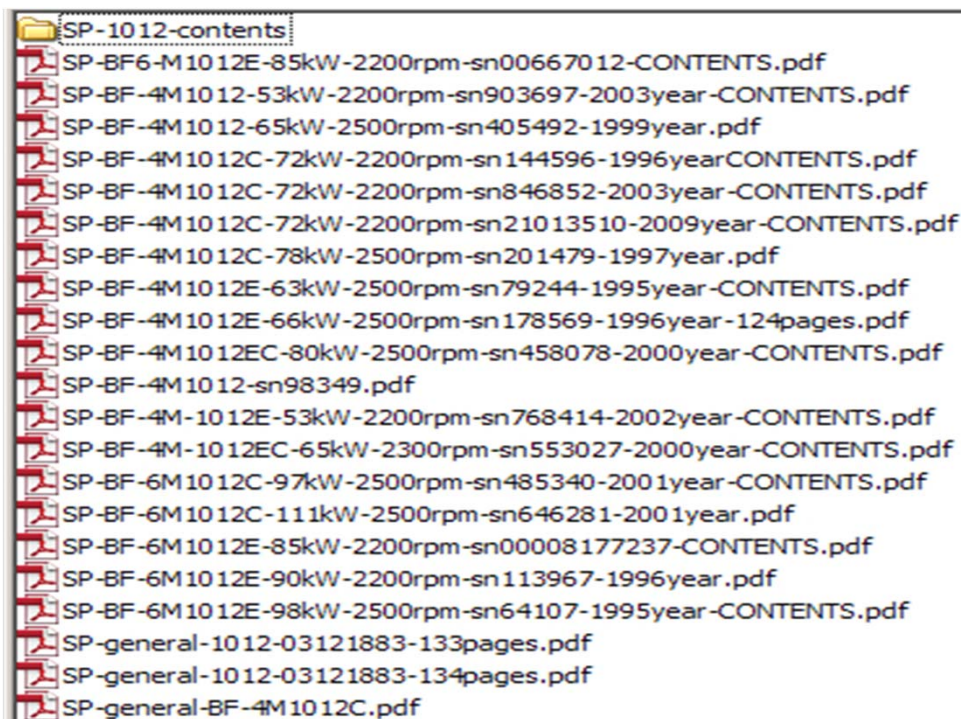 SP-1012-contents
SP-BF6-M1012E-85kW-2200rpm-sn00667012-CONTENTS.pdf
SP-BF-4M1012-53kW-2200rpm-sn903697-2003year-CONTENTS.pdf
SP-BF-4M1012-65kW-2500rpm-sn405492-1999year.pdf
SP-BF-4M1012C-72kW-2200rpm-sn144596-1996yearCONTENTS.pdf
SP-BF-4M1012C-72kW-2200rpm-sn846852-2003year-CONTENTS.pdf
SP-BF-4M1012C-72kW-2200rpm-sn21013510-2009year-CONTENTS.pdf
SP-BF-4M1012C-78kW-2500rpm-sn201479-1997year.pdf
SP-BF-4M1012E-63kW-2500rpm-sn79244-1995year-CONTENTS.pdf
SP-BF-4M1012E-66kW-2500rpm-sn178569-1996year-124pages.pdf
SP-BF-4M1012EC-80kW-2500rpm-sn458078-2000year-CONTENTS.pdf
SP-BF-4M1012-sn98349.pdf
SP-BF-4M-1012E-53kW-2200rpm-sn768414-2002year-CONTENTS.pdf
SP-BF-4M-1012EC-65kW-2300rpm-sn553027-2000year-CONTENTS.pdf
SP-BF-6M1012C-97kW-2500rpm-sn485340-2001year-CONTENTS.pdf
SP-BF-6M1012C-111kW-2500rpm-sn646281-2001year.pdf
SP-BF-6M1012E-85kW-2200rpm-sn00008177237-CONTENTS.pdf
SP-BF-6M1012E-90kW-2200rpm-sn113967-1996year.pdf
SP-BF-6M1012E-98kW-2500rpm-sn64107-1995year-CONTENTS.pdf
SP-general-1012-03121883-133pages.pdf
SP-general-1012-03121883-134pages.pdf
SP-general-BF-4M1012C.pdf